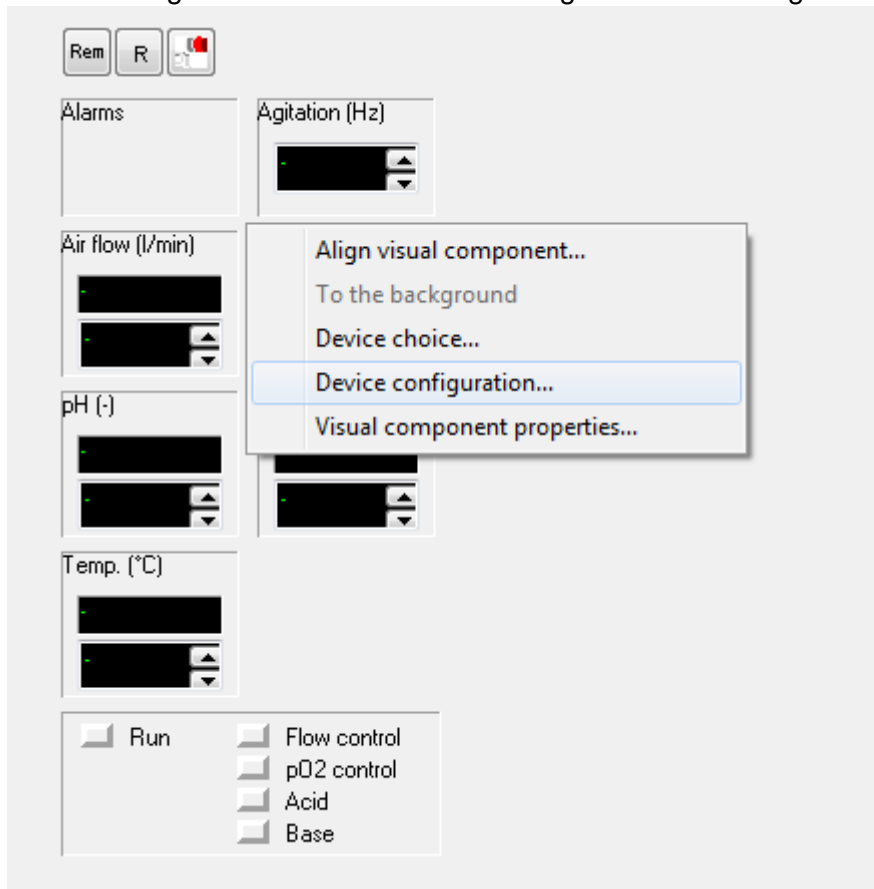 Rem R
Alarms
Agitation (Hz)
-
Air flow (l/min)
-
-
Align visual component...
To the background
Device choice...
Device configuration...
Visual component properties...
pH (-)
-
-
-
Temp. (°C)
-
-
Run
Flow control
pO2 control
Acid
Base